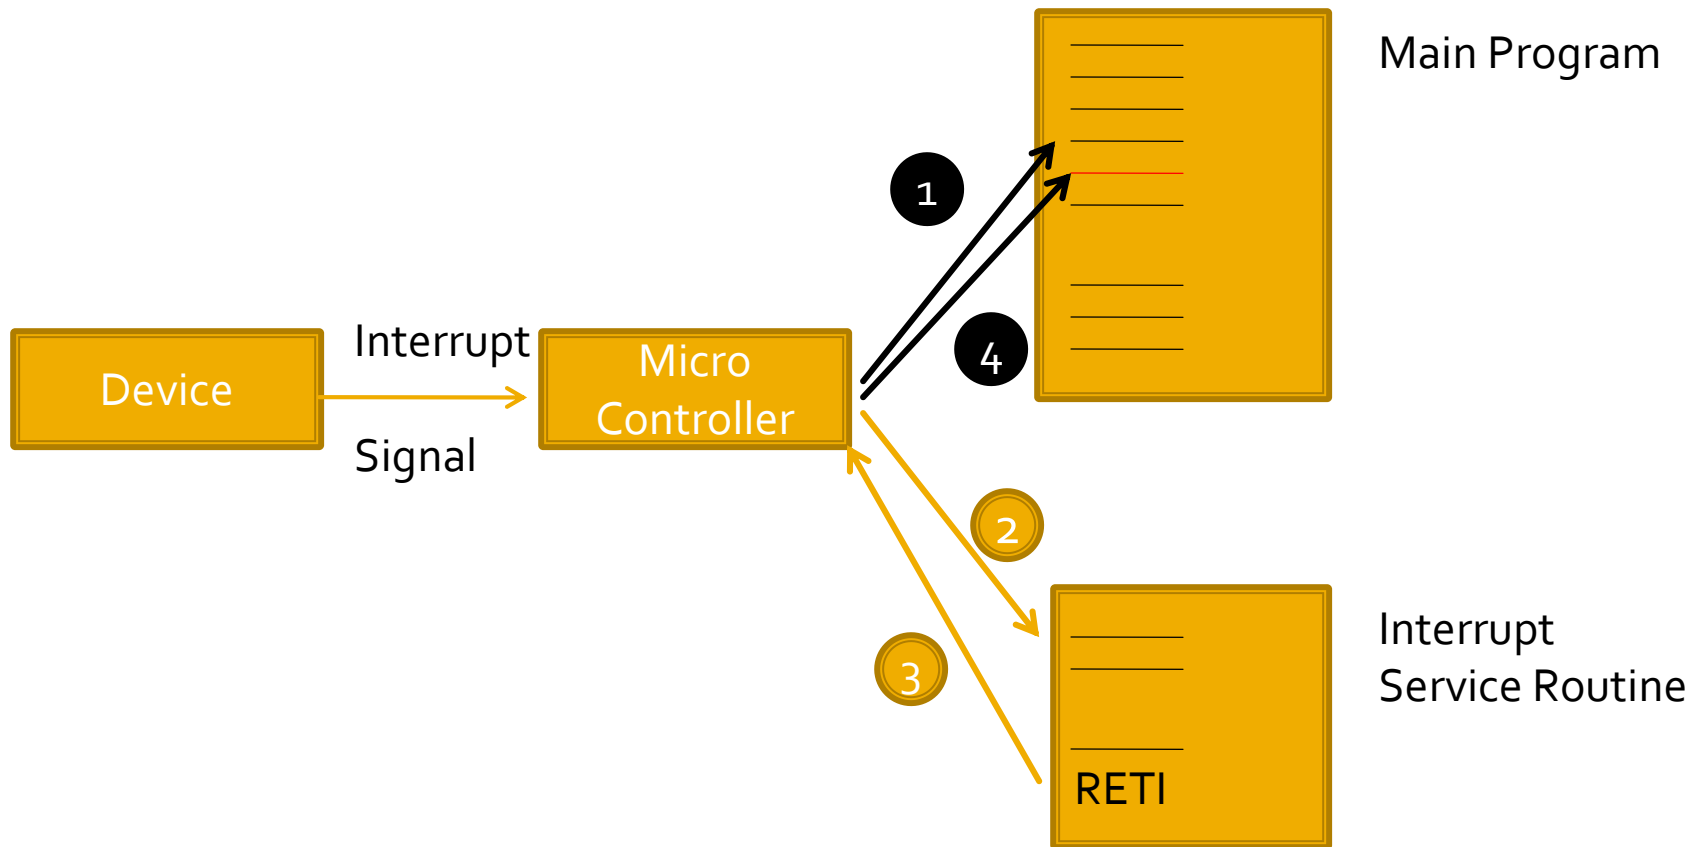 Main Program
1
Interrupt
Device
Micro
Controller
4
Signal
2
Interrupt
3
Service Routine
RETI